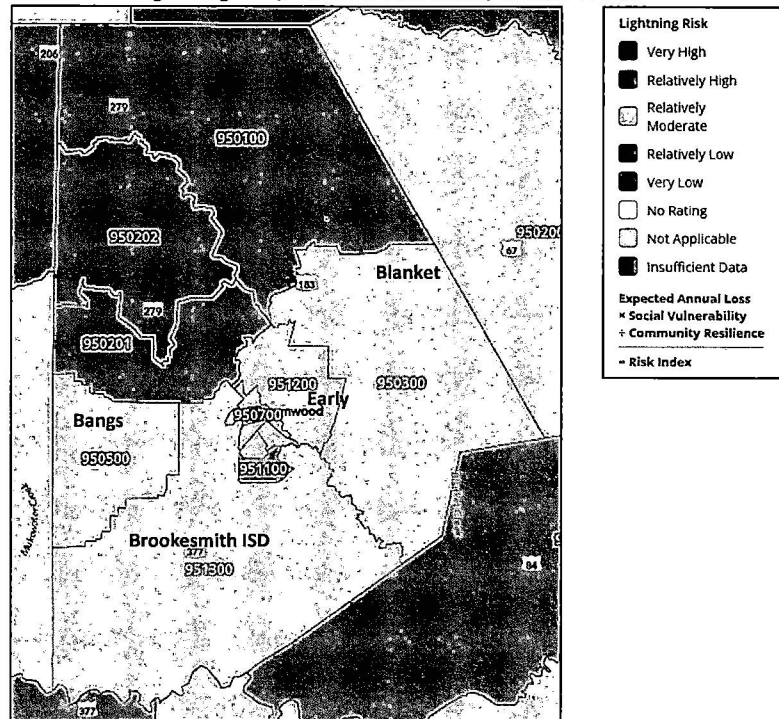 Lightning Risk
Very High
Relatively High
Relatively
Moderate
Relatively Low
Very Low
No Rating
Not Applicable
Insufficient Data
Expected Annual Loss
× Social Vulnerability
÷ Community Resilience
= Risk Index
206
279
950100
950202
67
Blanket
183
279
950201
951200
950300
Early
Bangs
950700
mwood
950500
951100
Brookesmith ISD
377
951300
84
377